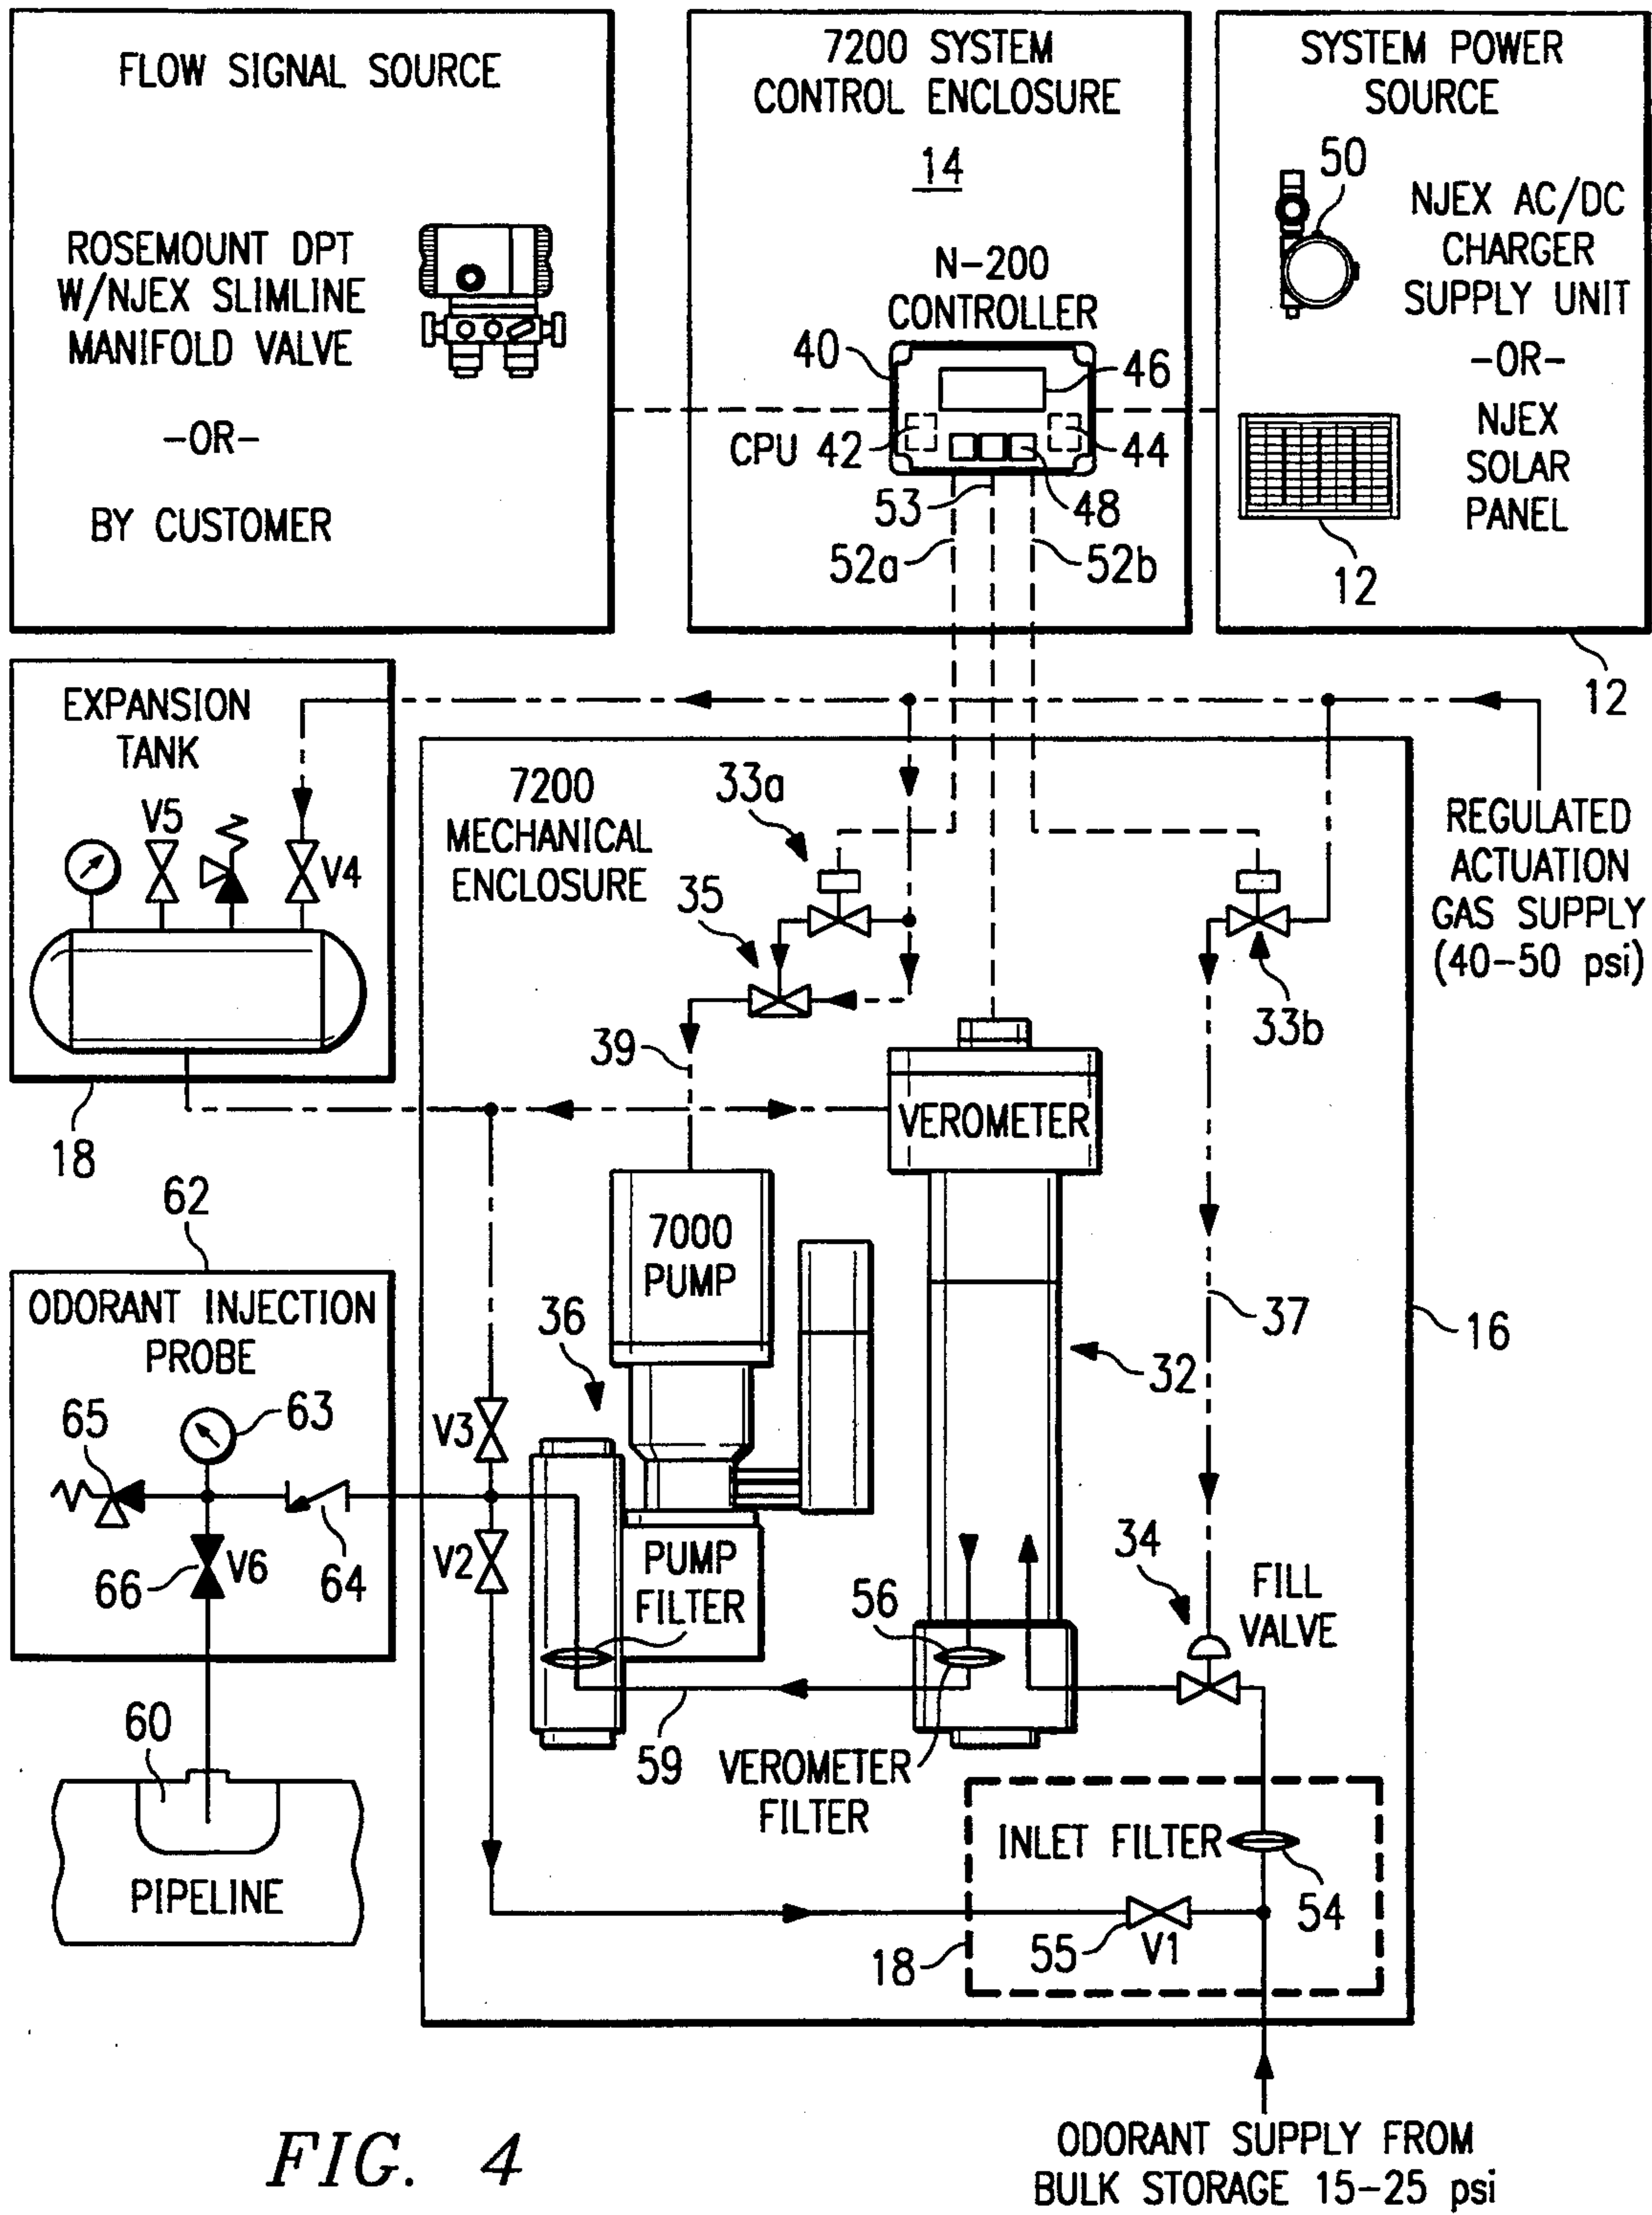 FLOW SIGNAL SOURCE
ROSEMOUNT DPT
W/NJEX SLIMLINE
MANIFOLD VALVE
-OR-
BY CUSTOMER
7200 SYSTEM
CONTROL ENCLOSURE
14
N-200
CONTROLLER
40
46
CPU 42
44
53
48
52a
52b
SYSTEM POWER
SOURCE
50
NJEX AC/DC
CHARGER
SUPPLY UNIT
-OR-
NJEX
SOLAR
PANEL
12
12
EXPANSION
TANK
V5
V4
18
7200
MECHANICAL
ENCLOSURE
33a
35
33b
REGULATED
ACTUATION
GAS SUPPLY
(40-50 psi)
39
VEROMETER
62
7000
PUMP
36
37
16
32
ODORANT INJECTION
PROBE
65
63
V3
66
V6
64
V2
PUMP
FILTER
56
34
FILL
VALVE
60
59
VEROMETER
FILTER
PIPELINE
INLET FILTER
54
18
55
V1
FIG. 4
ODORANT SUPPLY FROM
BULK STORAGE 15-25 psi